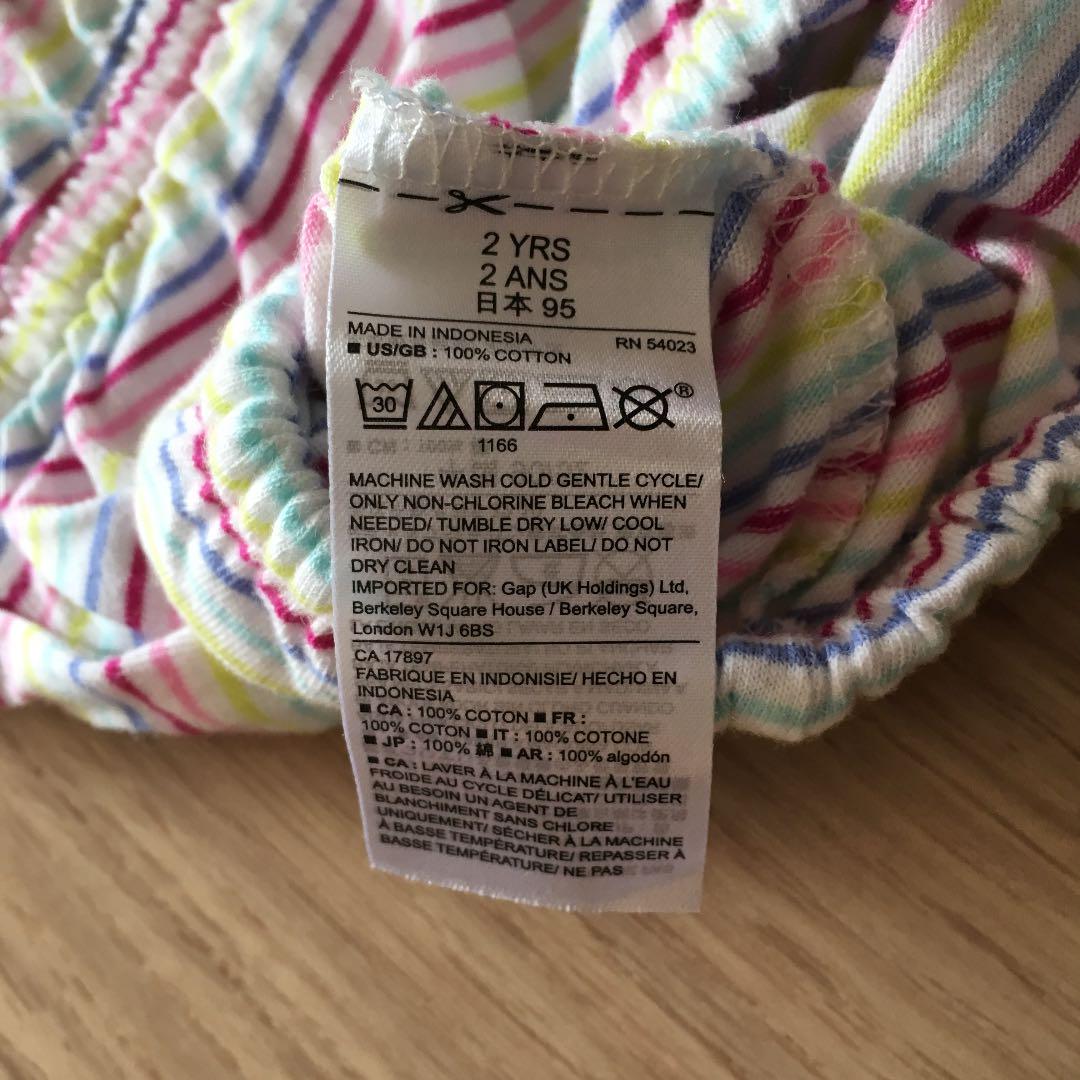 2 YRS
2 ANS
日本 95
MADE IN INDONESIA RN 54023
■ US/GB : 100% COTTON
30 ®
1166
MACHINE WASH COLD GENTLE CYCLE/
ONLY NON-CHLORINE BLEACH WHEN
NEEDED/ TUMBLE DRY LOW/ COOL
IRON/ DO NOT IRON LABEL/ DO NOT
DRY CLEAN
IMPORTED FOR: Gap (UK Holdings) Ltd,
Berkeley Square House / Berkeley Square,
London W1J 6BS
CA 17897
FABRIQUE EN INDONISIE/ HECHO EN
INDONESIA
■ CA : 100% COTON ■ FR :
100% COTON ■ IT : 100% COTONE
■ JP : 100% 綿 ■ AR : 100% algodón
■ CA : LAVER À LA MACHINE À L'EAU
FROIDE AU CYCLE DÉLICAT/ UTILISER
AU BESOIN UN AGENT DE
BLANCHIMENT SANS CHLORE
UNIQUEMENT/ SÉCHER À LA MACHINE
À BASSE TEMPÉRATURE/ REPASSER À
BASSE TEMPÉRATURE/ NE PAS